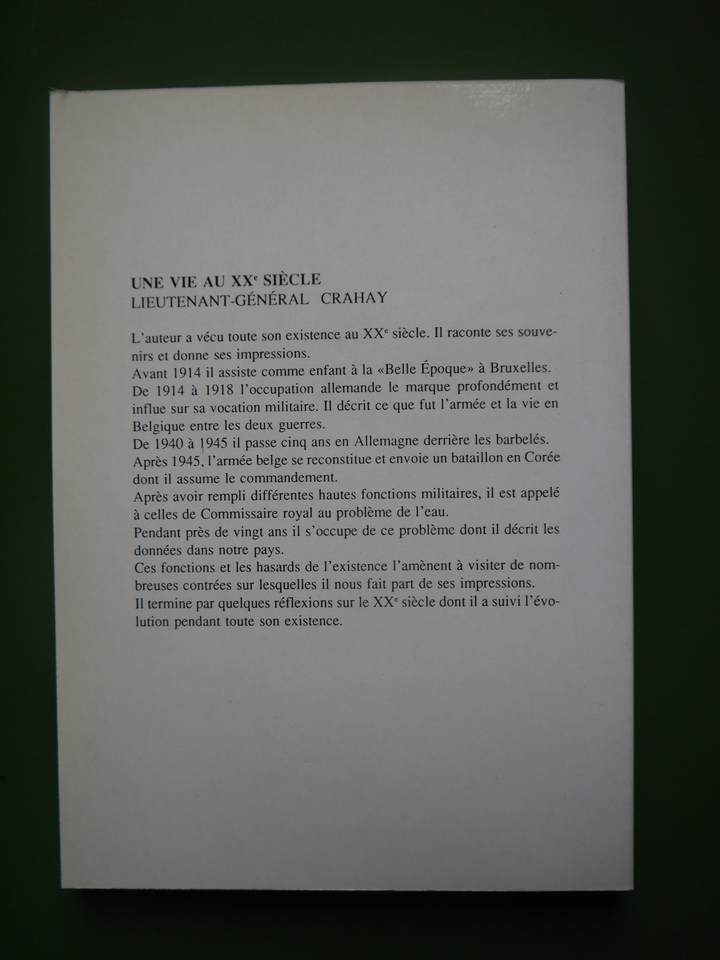 UNE VIE AU XXe SIÈCLE
LIEUTENANT-GÉNÉRAL CRAHAY
L'auteur a vécu toute son existence au XXe siècle. Il raconte ses souve-
nirs et donne ses impressions.
Avant 1914 il assiste comme enfant à la «Belle Époque» à Bruxelles.
De 1914 à 1918 l'occupation allemande le marque profondément et
influe sur sa vocation militaire. Il décrit ce que fut l'armée et la vie en
Belgique entre les deux guerres.
De 1940 à 1945 il passe cinq ans en Allemagne derrière les barbelés.
Après 1945, l'armée belge se reconstitue et envoie un bataillon en Corée
dont il assume le commandement.
Après avoir rempli différentes hautes fonctions militaires, il est appelé
à celles de Commissaire royal au problème de l'eau.
Pendant près de vingt ans il s'occupe de ce problème dont il décrit les
données dans notre pays.
Ces fonctions et les hasards de l'existence l'amènent à visiter de nom-
breuses contrées sur lesquelles il nous fait part de ses impressions.
Il termine par quelques réflexions sur le XXe siècle dont il a suivi l'évo-
lution pendant toute son existence.